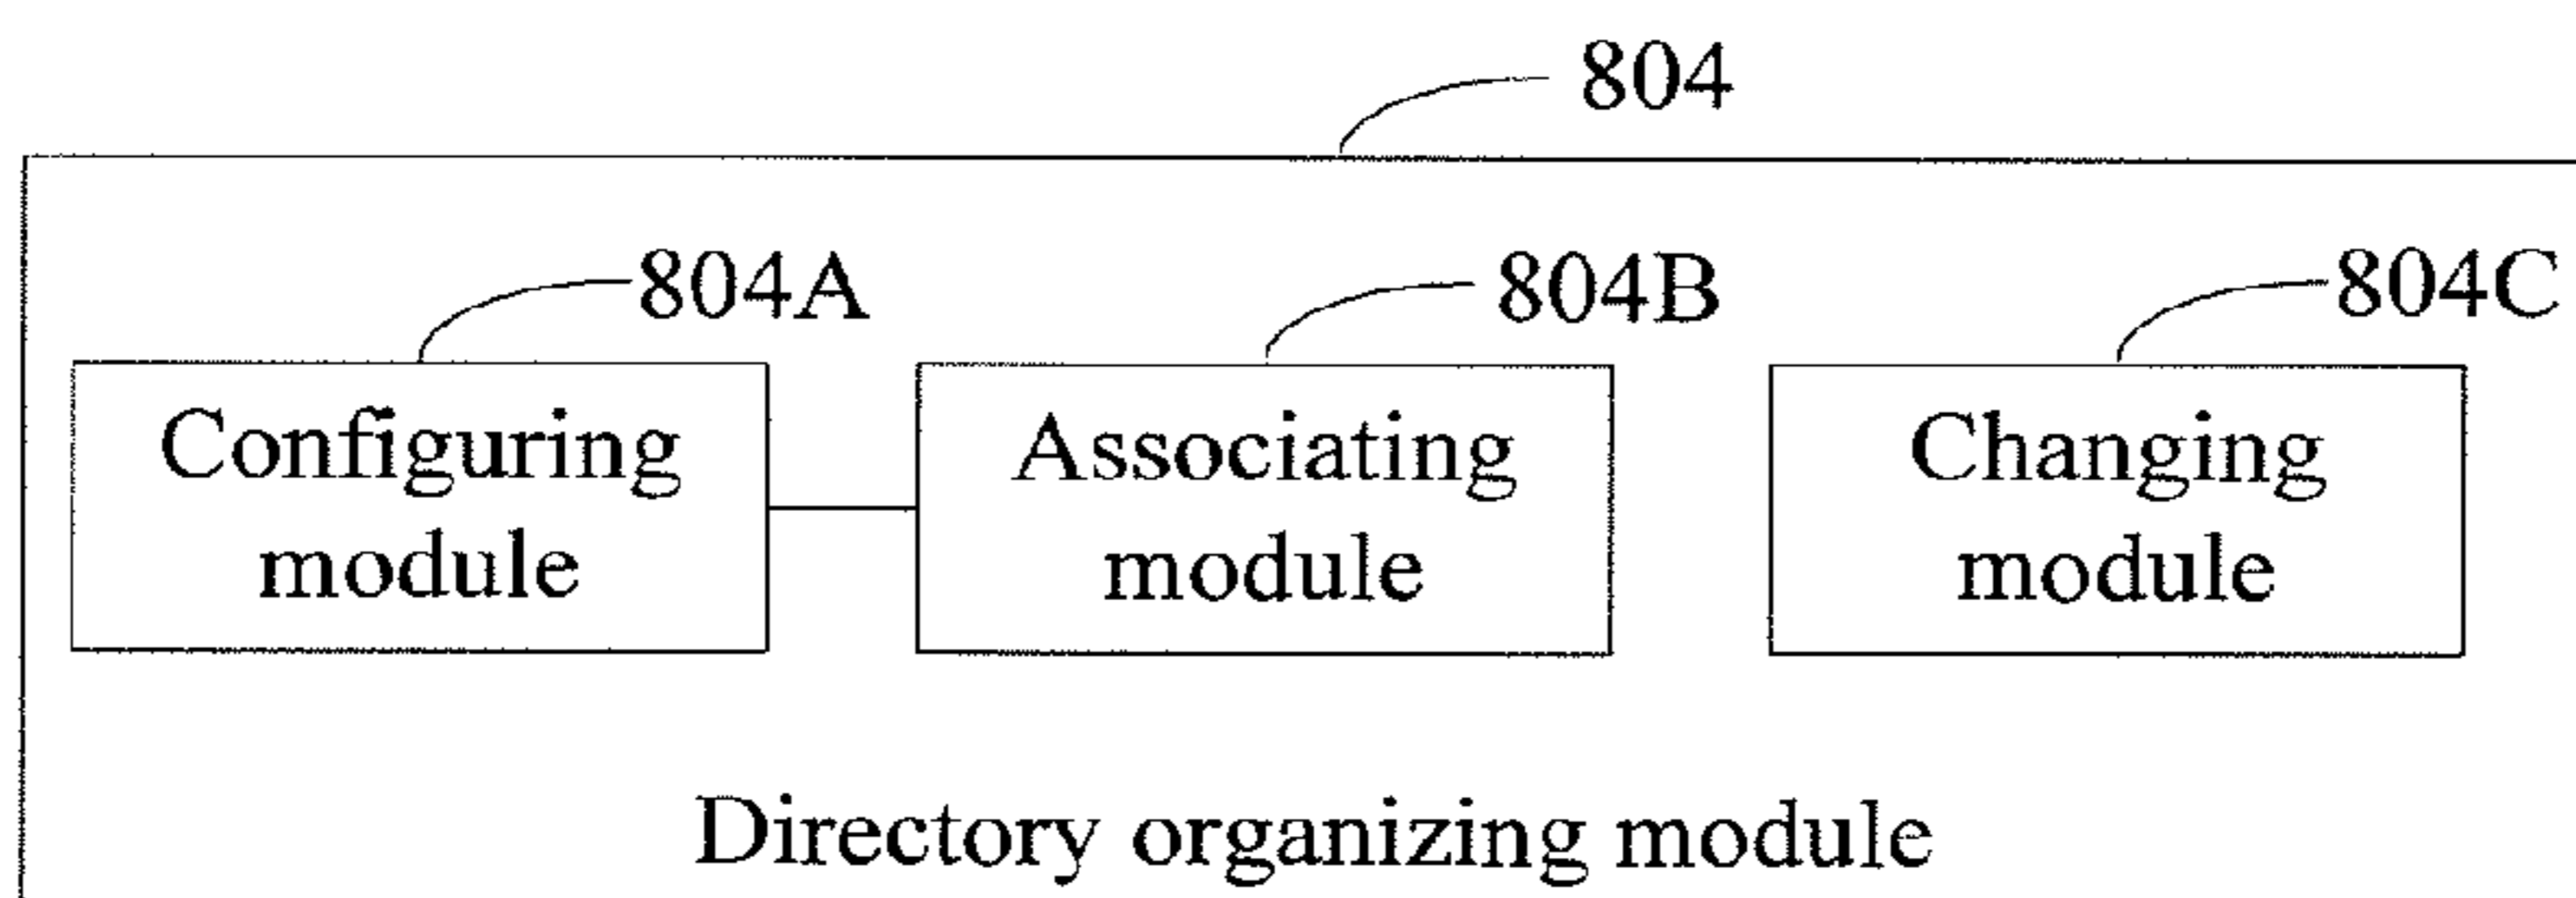 804
804A
804B
804C
Configuring
module
Associating
module
Changing
module
Directory organizing module